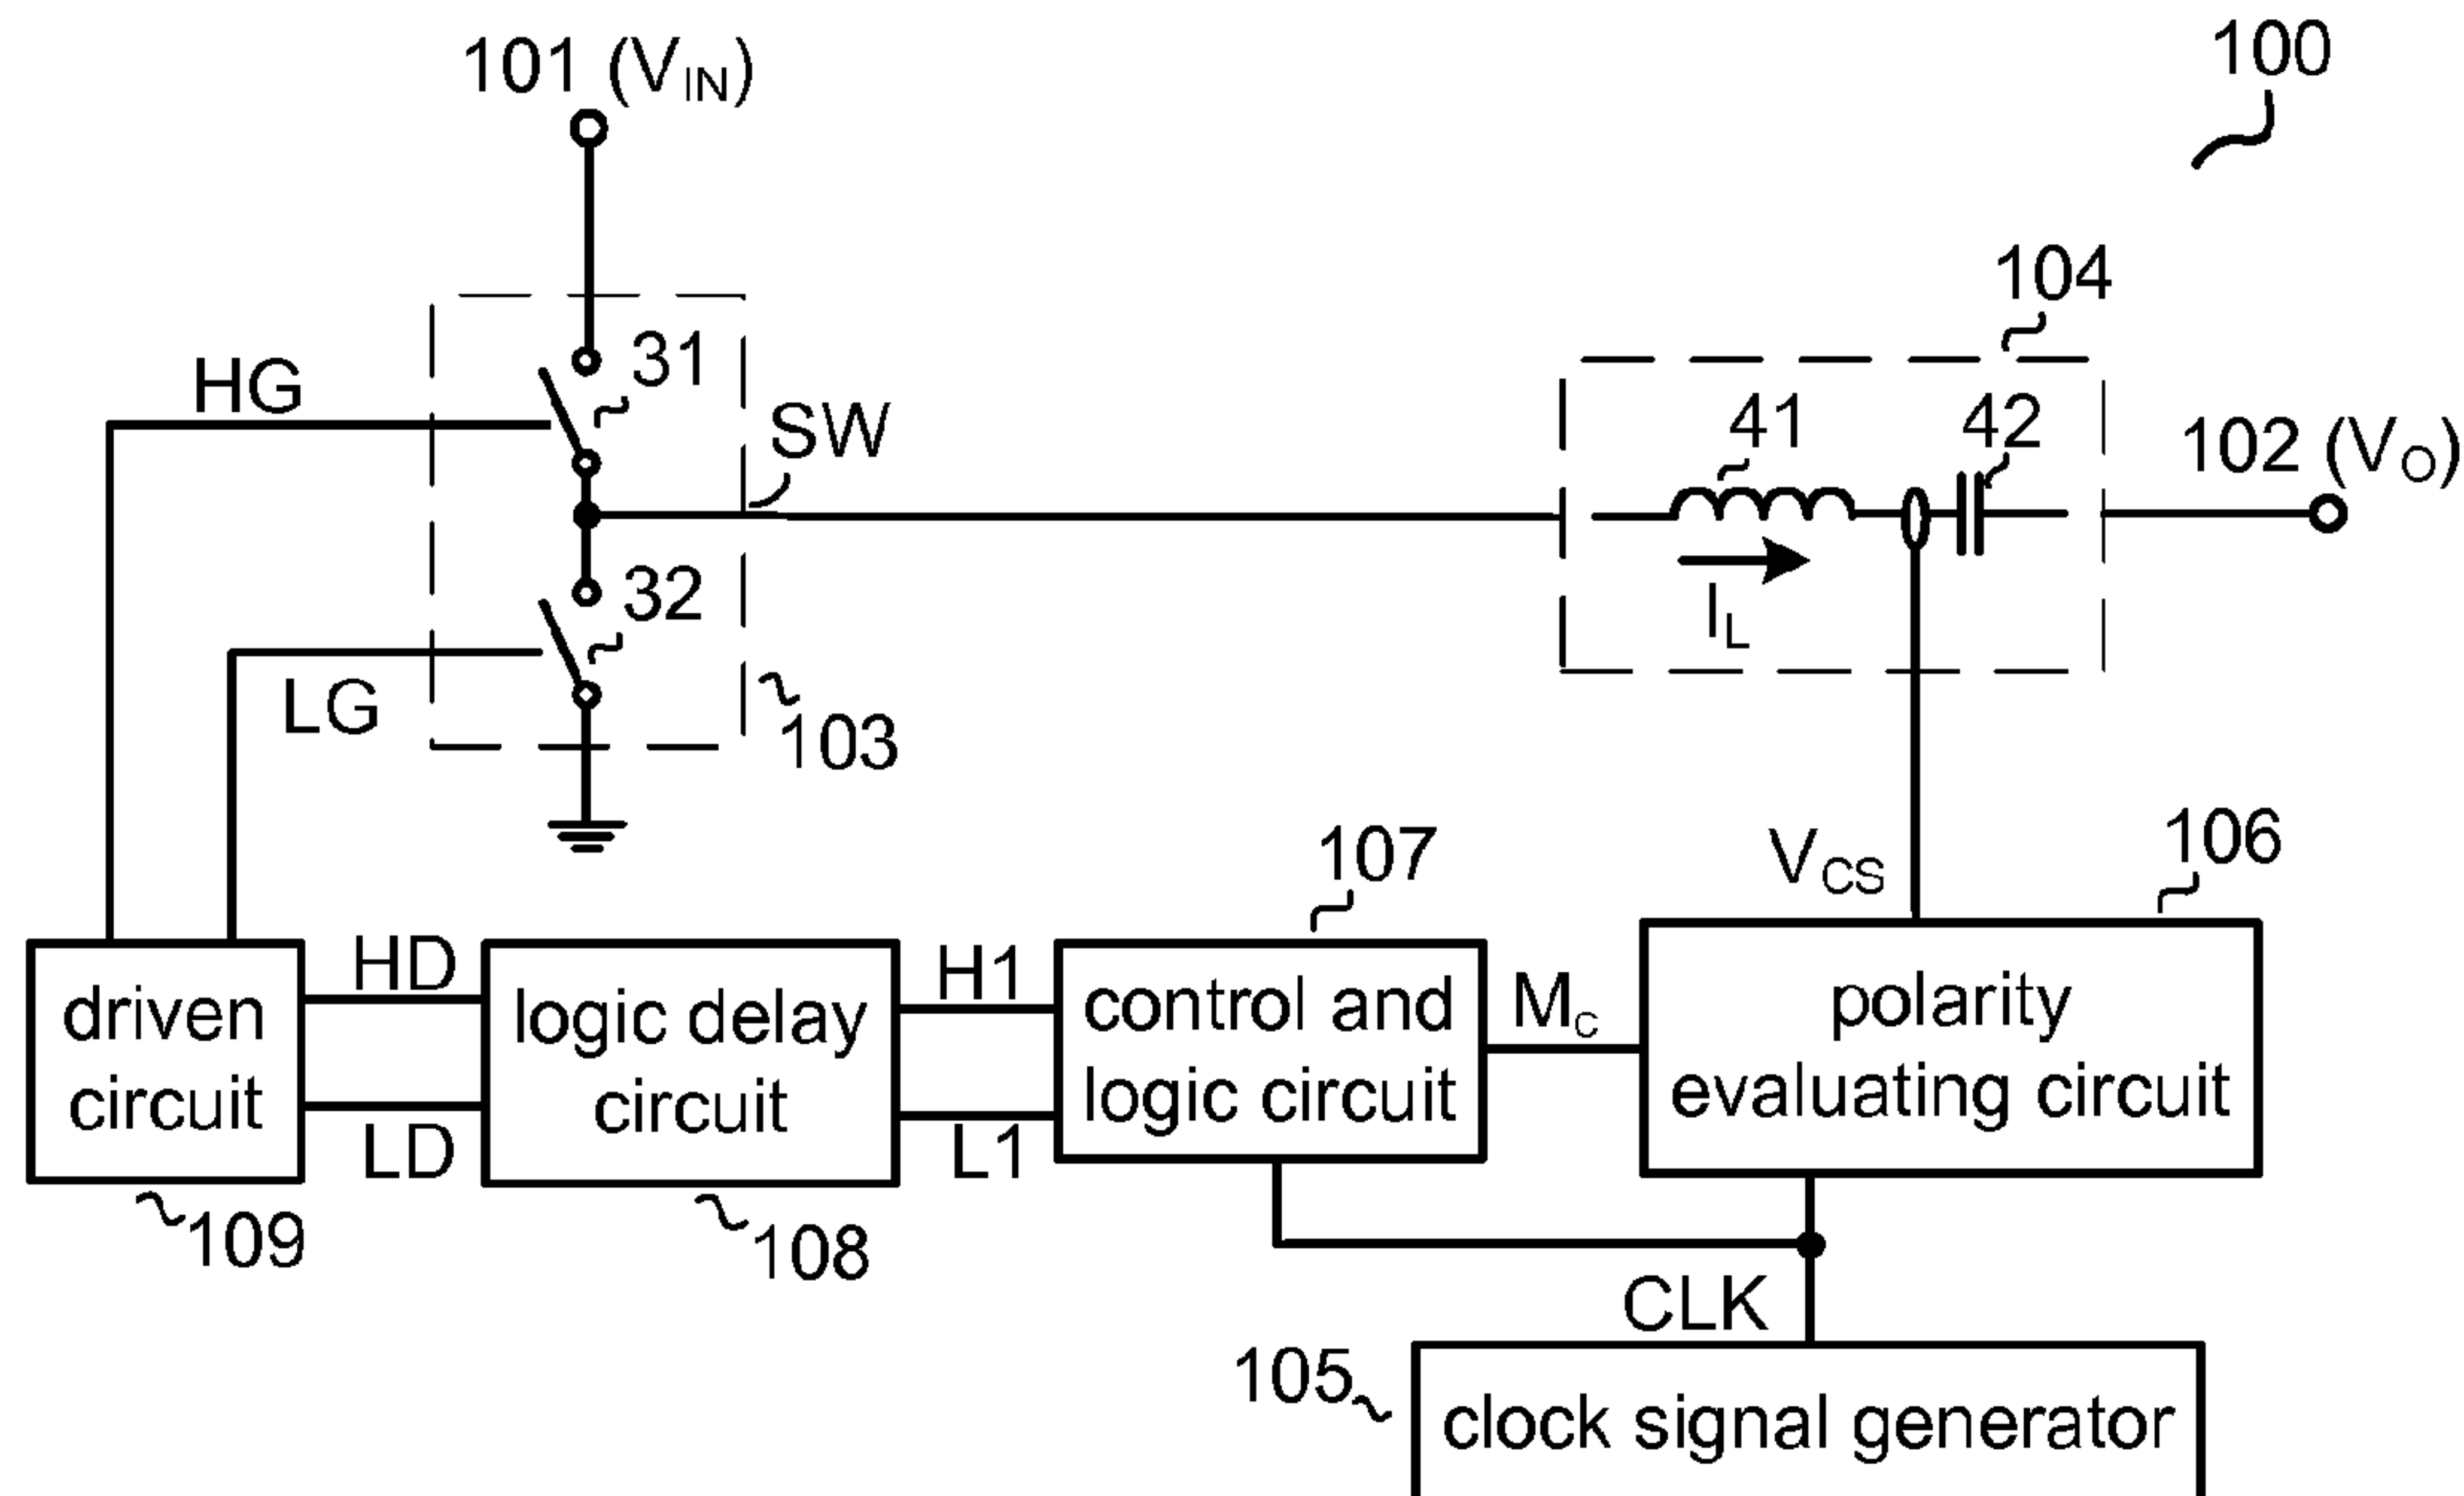 101 (VIN)
100
104
31
HG
41
42
SW
102 (VO)
32
IL
LG
103
107
VCS
106
HD
H1
MC
driven
circuit
logic delay
circuit
control and
logic circuit
polarity
evaluating circuit
LD
L1
109
108
CLK
105
clock signal generator